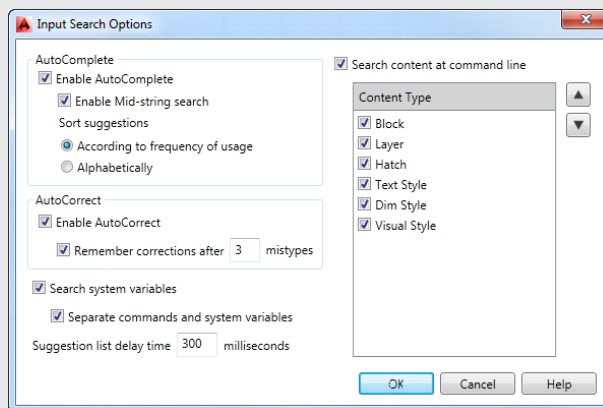 Input Search Options
AutoComplete
Enable AutoComplete
Enable Mid-string search
Sort suggestions
According to frequency of usage
Alphabetically
AutoCorrect
Enable AutoCorrect
Remember corrections after 3 mistypes
Search system variables
Separate commands and system variables
Suggestion list delay time 300 milliseconds
Search content at command line
Content Type
Block
Layer
Hatch
Text Style
Dim Style
Visual Style
OK Cancel Help